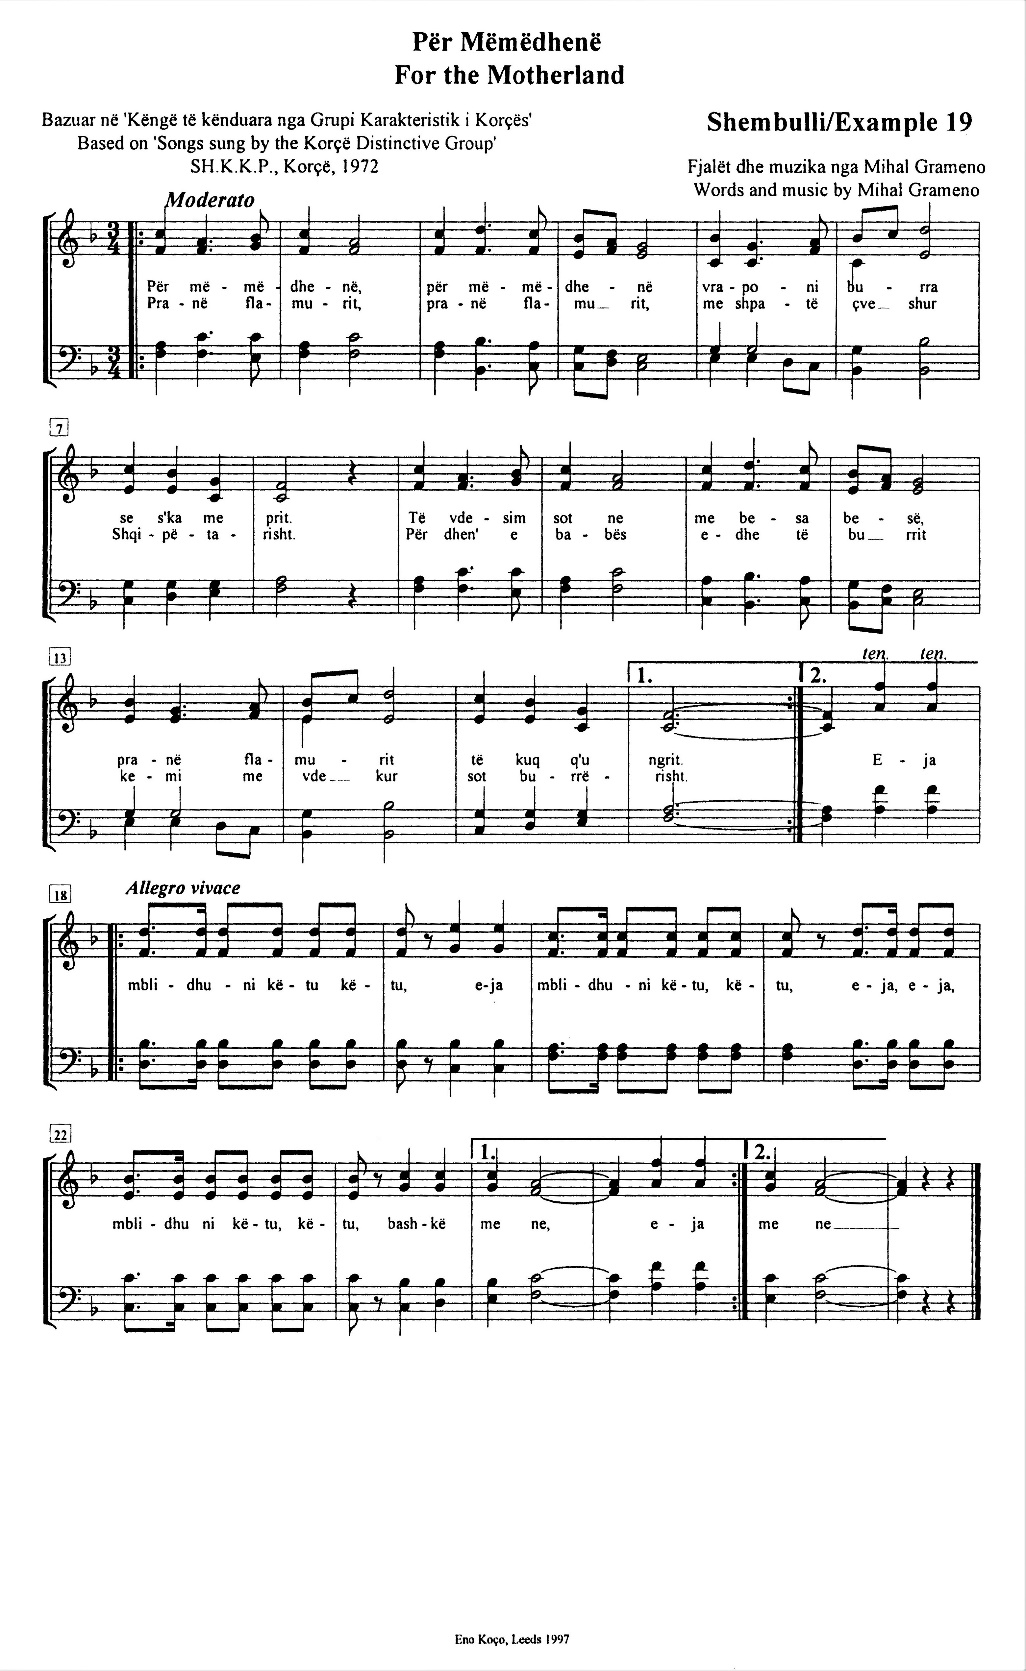 Për Mëmëdhenë
For the Motherland
Bazuar në 'Këngë të kënduara nga Grupi Karakteristik i Korçës'
Based on 'Songs sung by the Korçë Distinctive Group'
SH.K.K.P., Korçë, 1972
Shembulli/Example 19
Fjalët dhe muzika nga Mihal Grameno
Words and music by Mihal Grameno
Moderato
3
4
Për më - më - dhe - në, për më - më - dhe - në vra - po - ni bu - rra
Pra - në fla - mu - rit, pra - në fla - mu - rit, me shpa - të çve - shur
3
4
7
se s'ka me prit. Të vde - sim sot ne me be - sa be - së,
Shqi - pë - ta - risht. Për dhen' e ba - bës e - dhe të bu - rrit
13
ten. ten.
1. 2.
pra - në fla - mu - rit të kuq q'u ngrit. E - ja
ke - mi me vde - kur sot bu - rrë - risht.
18
Allegro vivace
mbli - dhu - ni kë - tu kë - tu, e-ja mbli - dhu - ni kë - tu, kë - tu, e - ja, e - ja,
22
1. 2.
mbli - dhu ni kë - tu, kë - tu, bash - kë me ne, e - ja me ne
Eno Koço, Leeds 1997